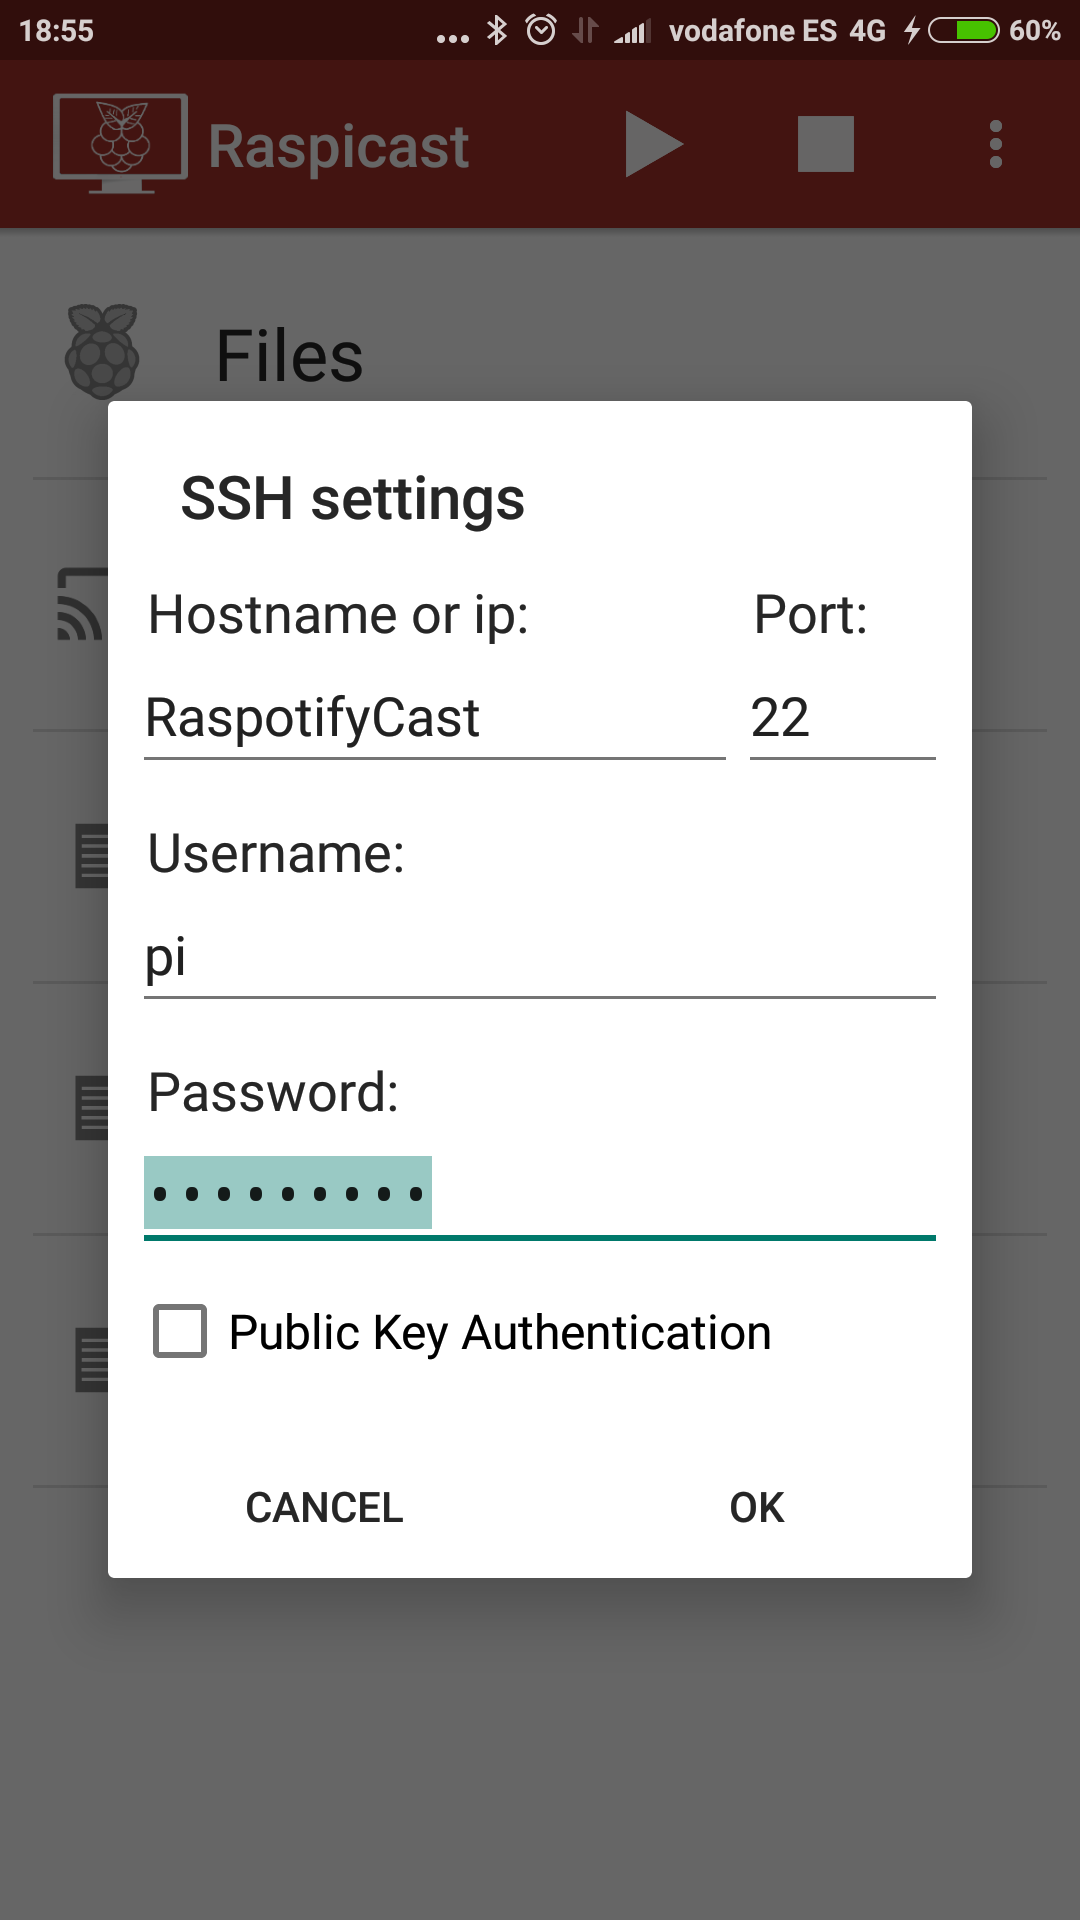 18:55 ... vodafone ES 4G 60%
Raspicast
Files
SSH settings
Hostname or ip: Port:
RaspotifyCast 22
Username:
pi
Password:
•••••••••
Public Key Authentication
CANCEL OK